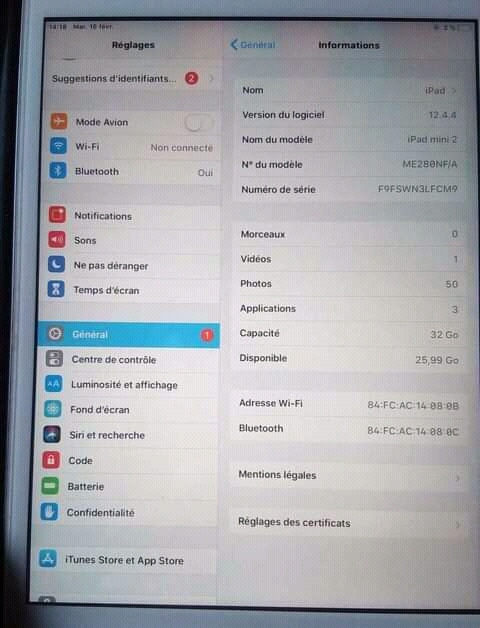 14:18 Mar. 16 févr.
2 %
Réglages
Suggestions d'identifiants... 2
Mode Avion
Wi-Fi Non connecté
Bluetooth Oui
Notifications
Sons
Ne pas déranger
Temps d'écran
Général 1
Centre de contrôle
AA Luminosité et affichage
Fond d'écran
Siri et recherche
Code
Batterie
Confidentialité
iTunes Store et App Store
Général
Informations
Nom iPad
Version du logiciel 12.4.4
Nom du modèle iPad mini 2
N° du modèle ME280NF/A
Numéro de série F9FSWN3LFCM9
Morceaux 0
Vidéos 1
Photos 50
Applications 3
Capacité 32 Go
Disponible 25,99 Go
Adresse Wi-Fi 84:FC:AC:14:08:0B
Bluetooth 84:FC:AC:14:08:0C
Mentions légales
Réglages des certificats